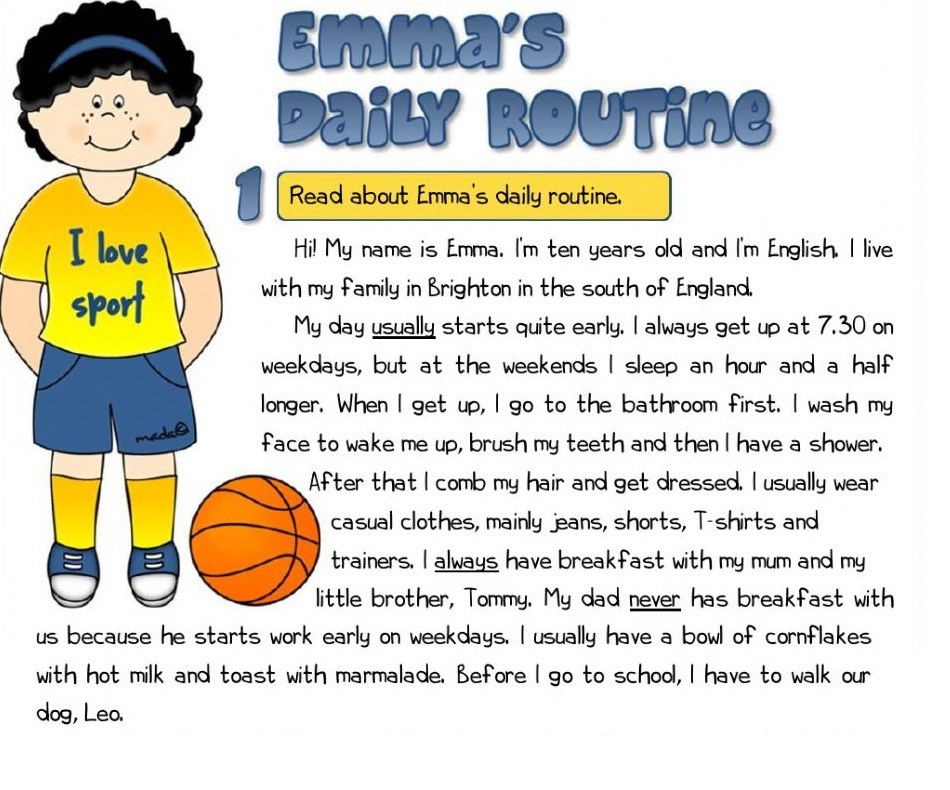 Emma's
Daily Routine
I love
sport
1 Read about Emma's daily routine.
Hi! My name is Emma. I'm ten years old and I'm English. I live
with my family in Brighton in the south of England.
My day usually starts quite early. I always get up at 7.30 on
weekdays, but at the weekends I sleep an hour and a half
longer. When I get up, I go to the bathroom first. I wash my
face to wake me up, brush my teeth and then I have a shower.
After that I comb my hair and get dressed. I usually wear
casual clothes, mainly jeans, shorts, T-shirts and
trainers. I always have breakfast with my mum and my
little brother, Tommy. My dad never has breakfast with
us because he starts work early on weekdays. I usually have a bowl of cornflakes
with hot milk and toast with marmalade. Before I go to school, I have to walk our
dog, Leo.
mada©